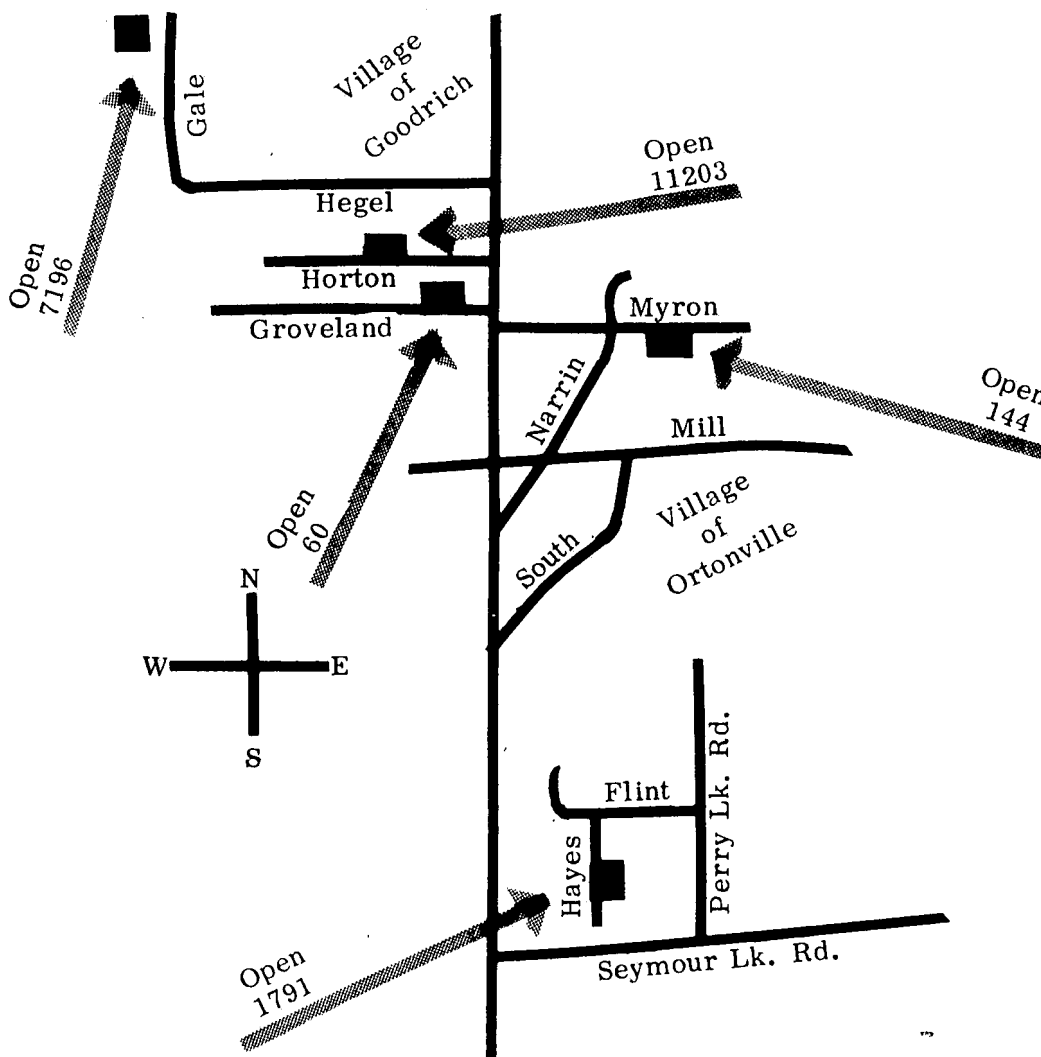 Gale
Village
of
Goodrich
Open
11203
Hegel
Open
7196
Horton
Groveland
Myron
Narrin
Open
144
Mill
Open
60
Village
of
Ortonville
South
N
W
E
S
Flint
Perry Lk. Rd.
Hayes
Open
1791
Seymour Lk. Rd.